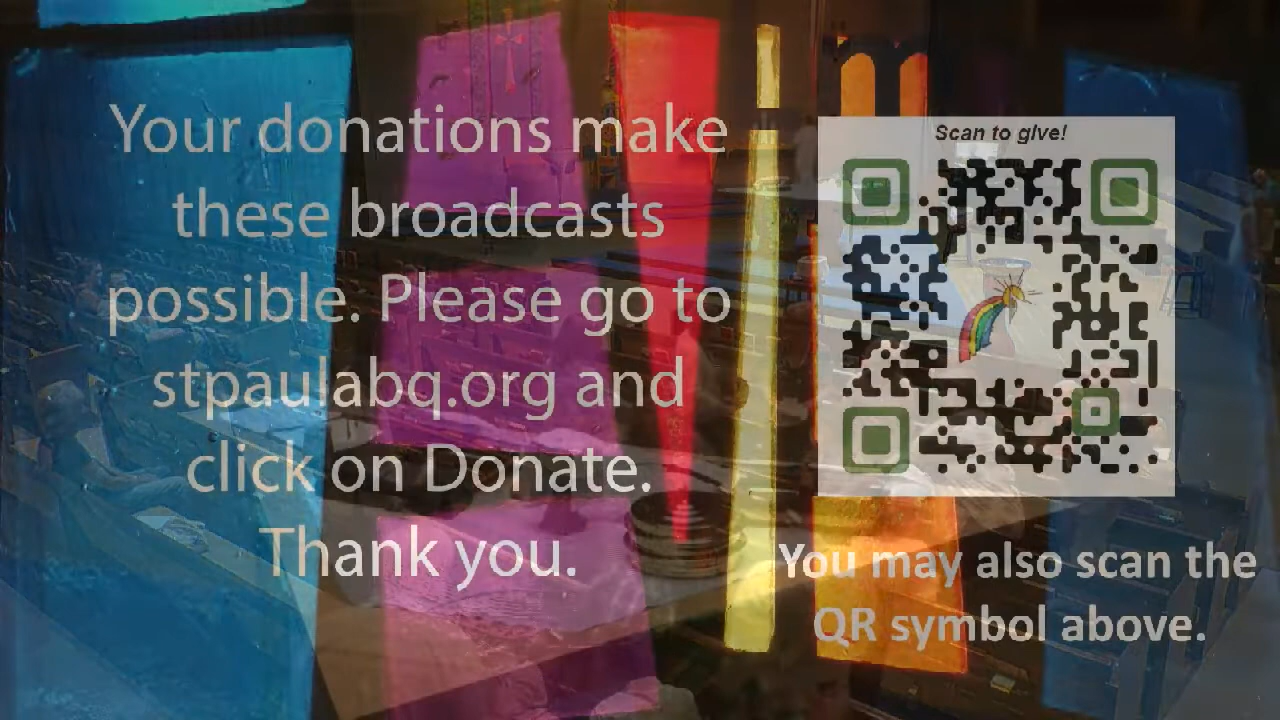 Your donations make
these broadcasts
possible. Please go to
stpaulabq.org and
click on Donate.
Thank you.
Scan to give!
You may also scan the
QR symbol above.